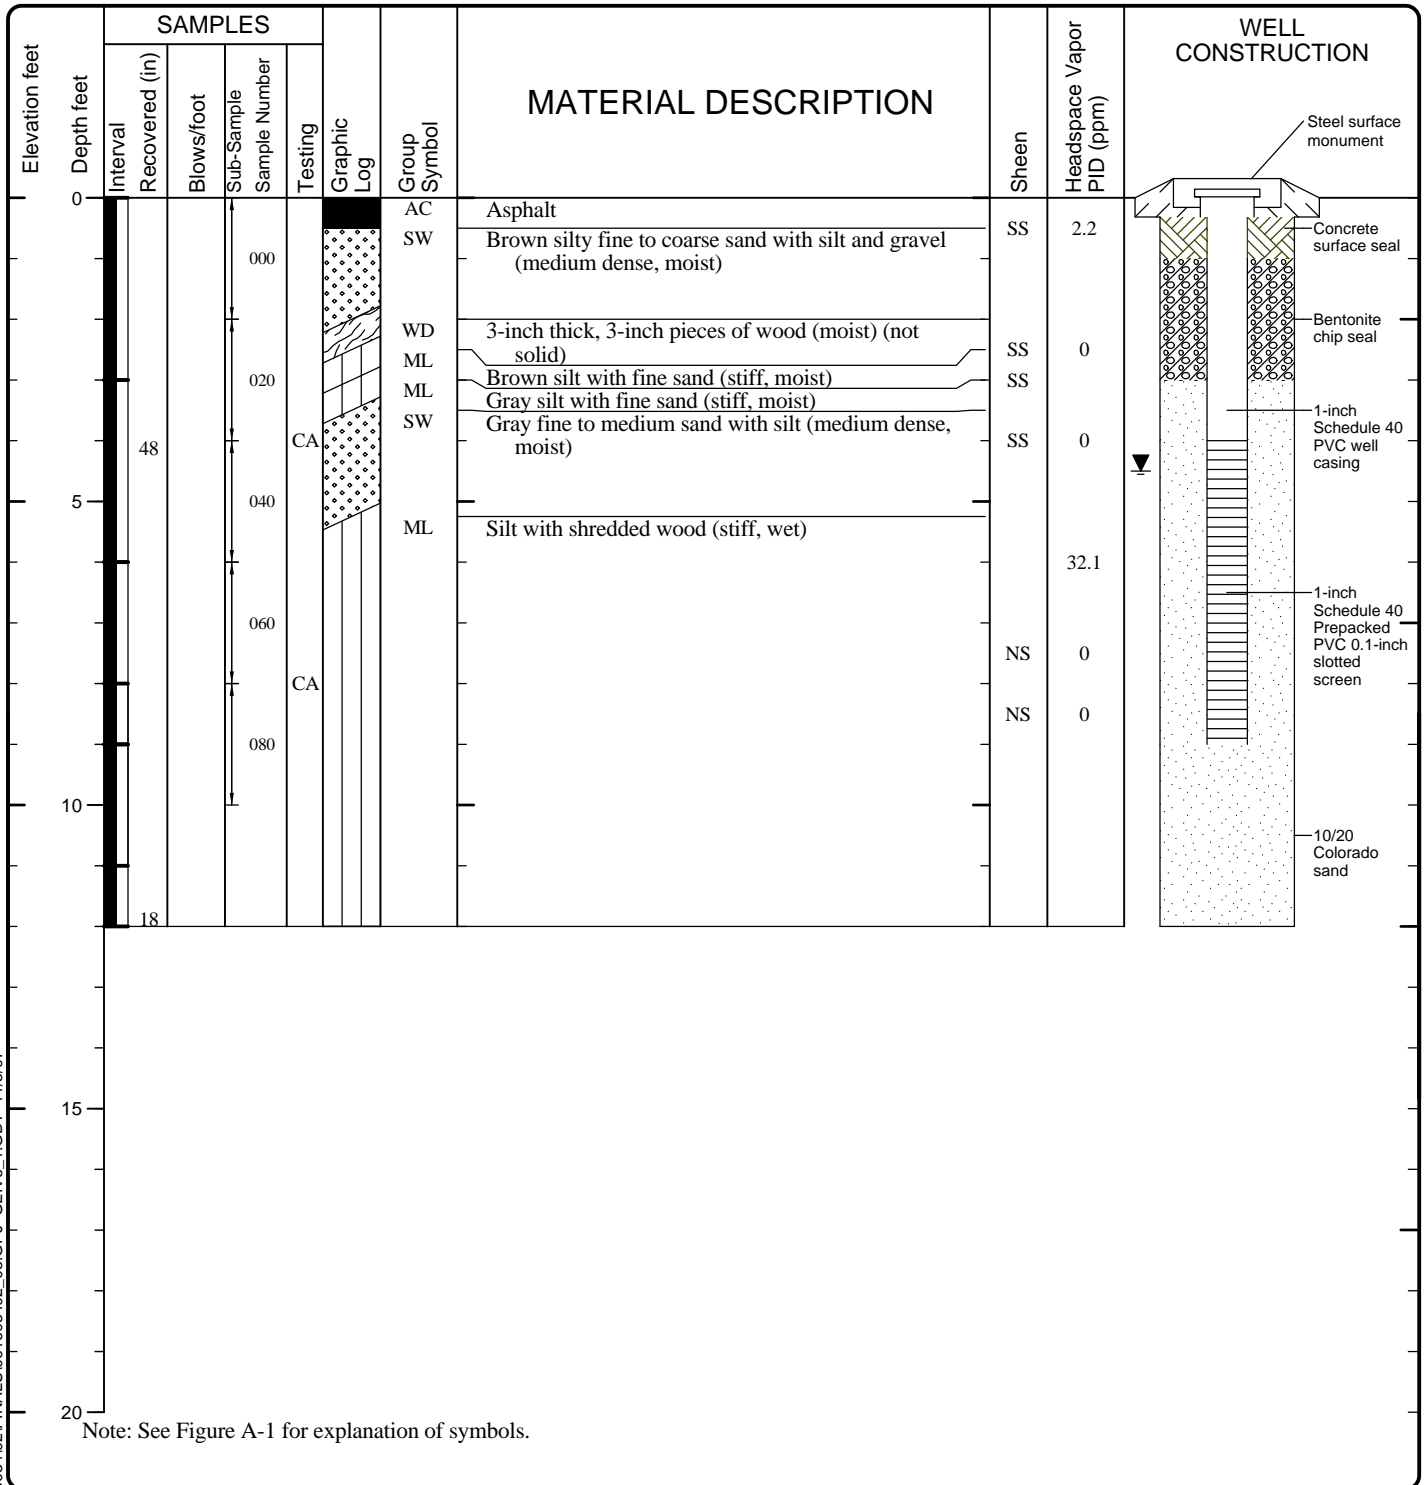 SAMPLES
Elevation feet
Depth feet
Interval
Recovered (in)
Blows/foot
Sub-Sample
Sample Number
Testing
Graphic
Log
Group
Symbol
MATERIAL DESCRIPTION
Sheen
Headspace Vapor
PID (ppm)
WELL
CONSTRUCTION
Steel surface
monument
0
AC
Asphalt
SS
2.2
Concrete
surface seal
SW
Brown silty fine to coarse sand with silt and gravel
(medium dense, moist)
000
WD
3-inch thick, 3-inch pieces of wood (moist) (not
solid)
Bentonite
chip seal
ML
SS
0
020
Brown silt with fine sand (stiff, moist)
SS
ML
Gray silt with fine sand (stiff, moist)
SW
Gray fine to medium sand with silt (medium dense,
moist)
1-inch
Schedule 40
PVC well
casing
48
CA
SS
0
5
040
ML
Silt with shredded wood (stiff, wet)
32.1
1-inch
Schedule 40
Prepacked
PVC 0.1-inch
slotted
screen
060
NS
0
CA
NS
0
080
10
10/20
Colorado
sand
18
15
20
Note: See Figure A-1 for explanation of symbols.